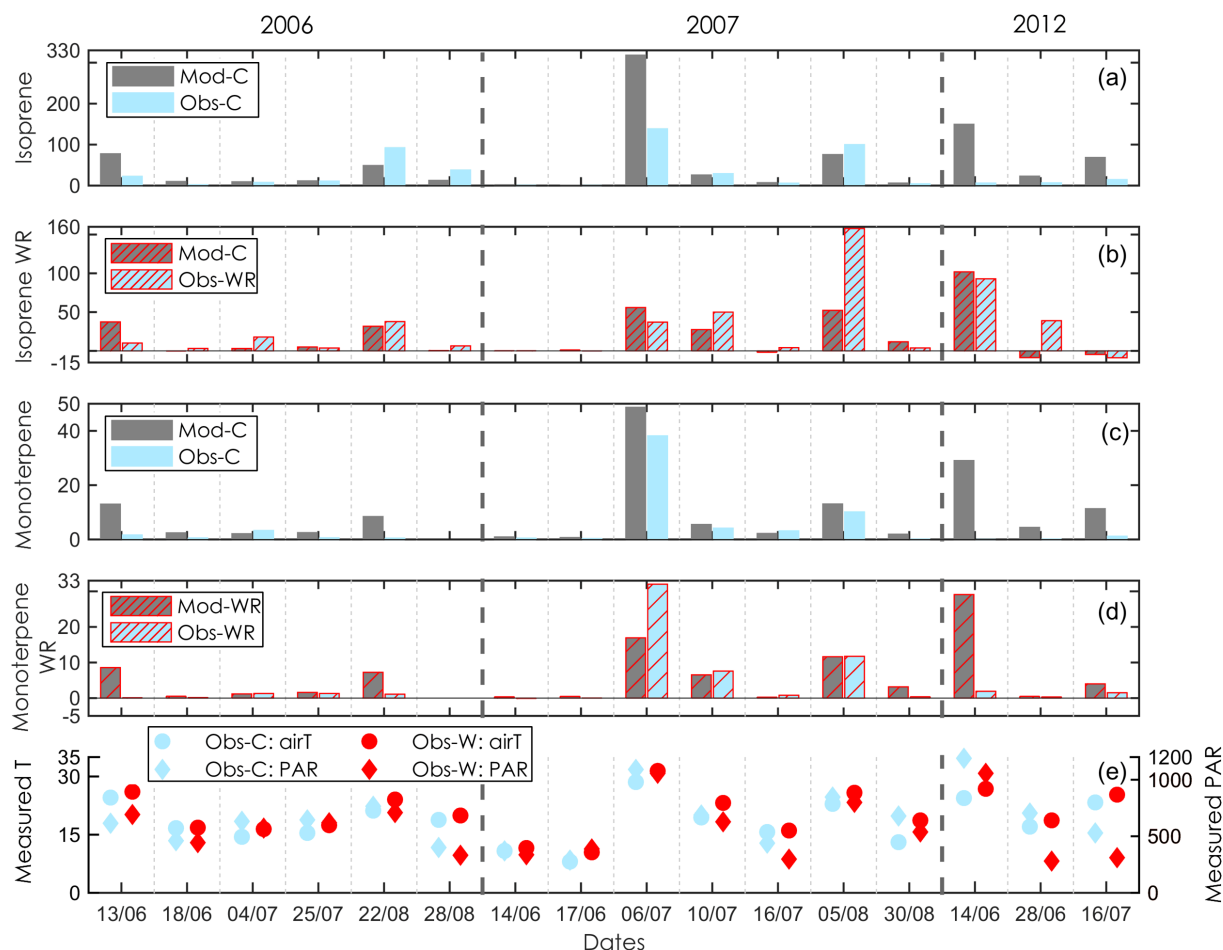 2006 2007 2012
Isoprene
330
200
100
0
Mod-C
Obs-C
(a)
Isoprene WR
160
100
50
-15
Mod-C
Obs-WR
(b)
Monoterpene
50
40
20
0
Mod-C
Obs-C
(c)
Monoterpene
WR
33
20
10
0
-5
Mod-WR
Obs-WR
(d)
Measured T
35
30
15
0
Obs-C: airT Obs-W: airT
Obs-C: PAR Obs-W: PAR
(e)
1200
1000
500
0
Measured PAR
13/06 18/06 04/07 25/07 22/08 28/08 14/06 17/06 06/07 10/07 16/07 05/08 30/08 14/06 28/06 16/07
Dates